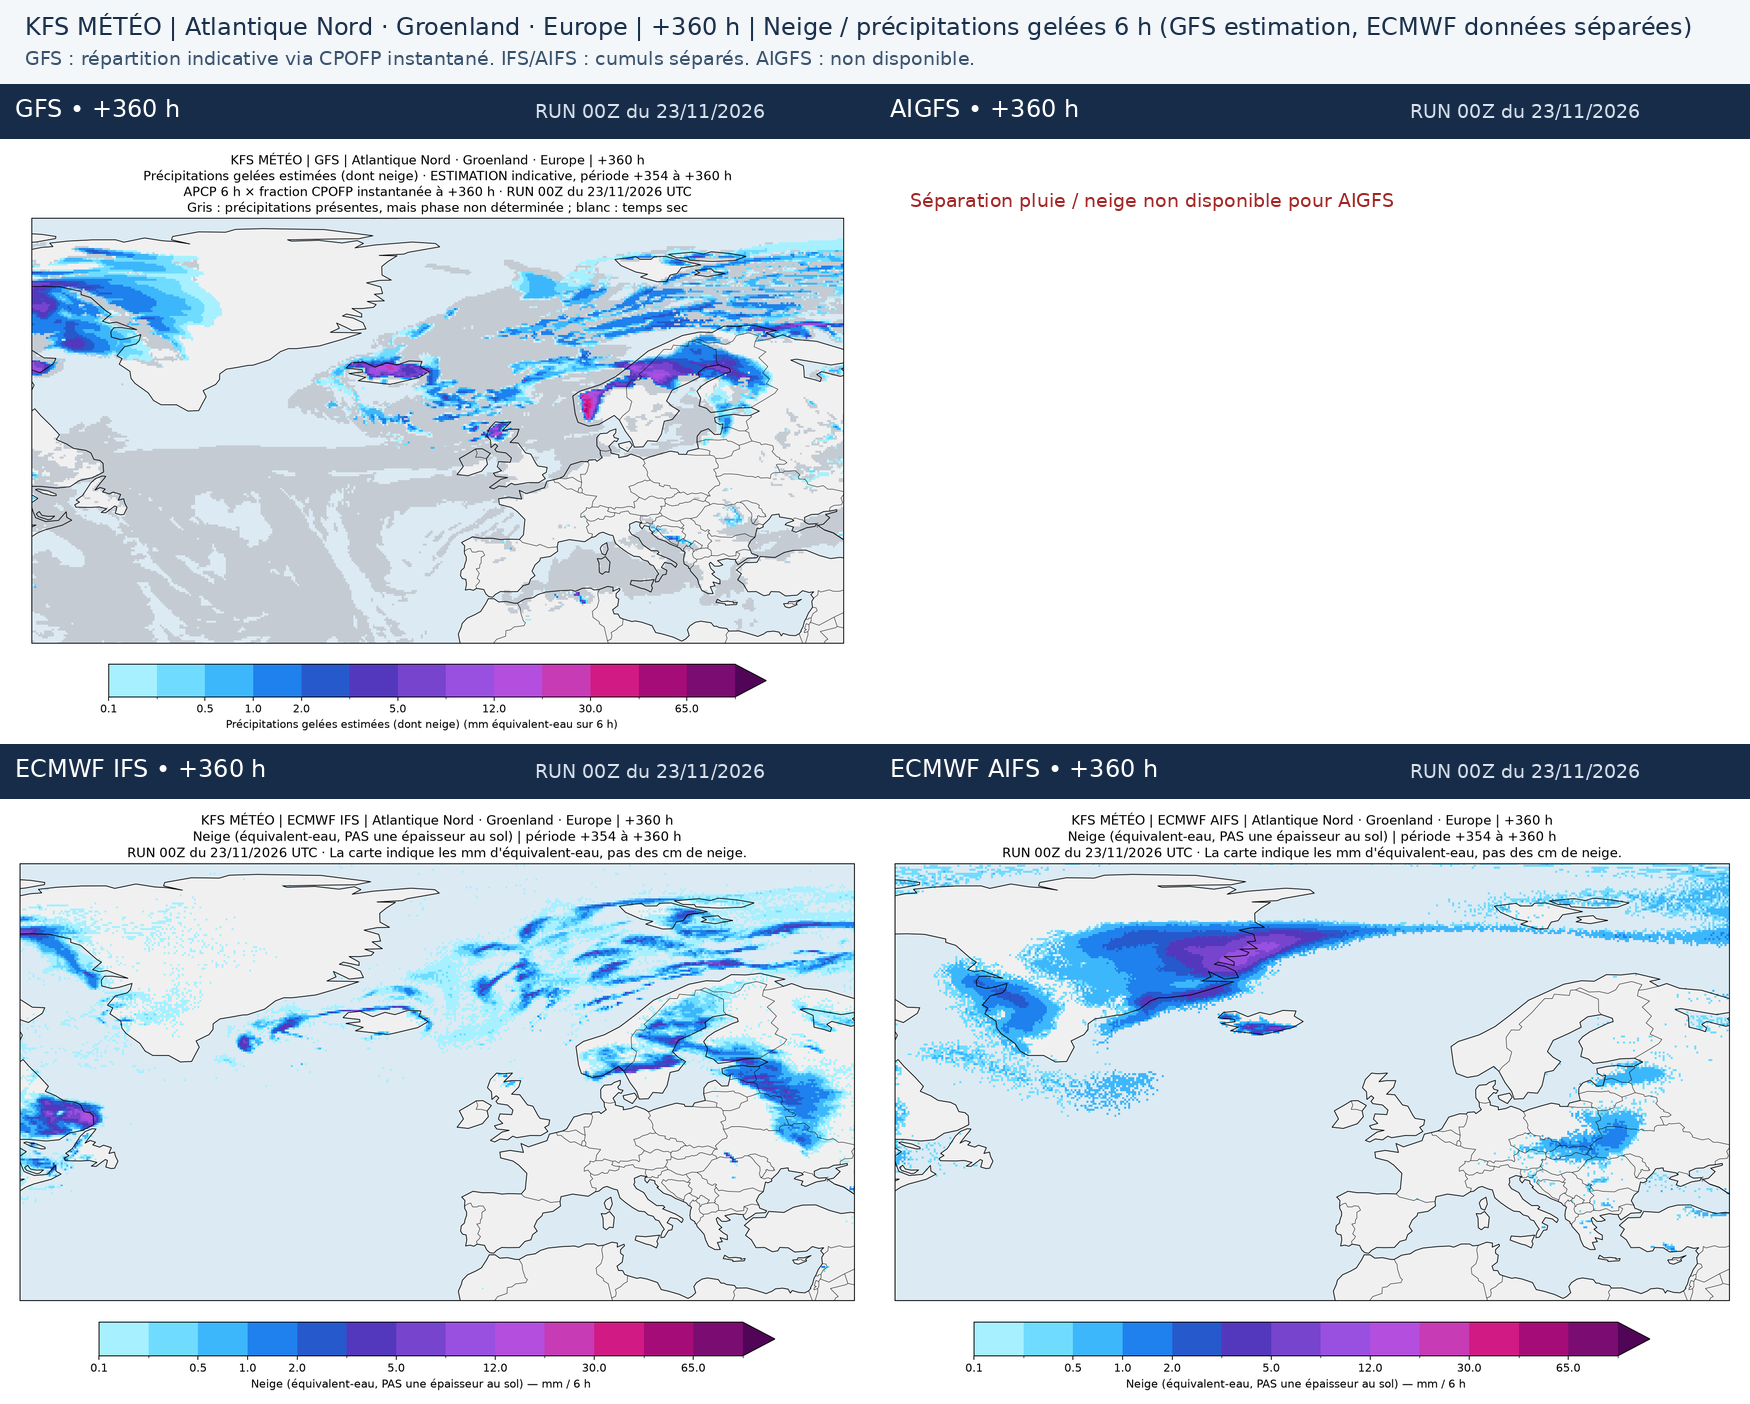 KFS MÉTÉO | Atlantique Nord · Groenland · Europe | +360 h | Neige / précipitations gelées 6 h (GFS estimation, ECMWF données séparées)
GFS : répartition indicative via CPOFP instantané. IFS/AIFS : cumuls séparés. AIGFS : non disponible.
GFS • +360 h
RUN 00Z du 23/11/2026
AIGFS • +360 h
RUN 00Z du 23/11/2026
KFS MÉTÉO | GFS | Atlantique Nord · Groenland · Europe | +360 h
Précipitations gelées estimées (dont neige) · ESTIMATION indicative, période +354 à +360 h
APCP 6 h × fraction CPOFP instantanée à +360 h · RUN 00Z du 23/11/2026 UTC
Gris : précipitations présentes, mais phase non déterminée ; blanc : temps sec
Séparation pluie / neige non disponible pour AIGFS
0.1 0.5 1.0 2.0 5.0 12.0 30.0 65.0
Précipitations gelées estimées (dont neige) (mm équivalent-eau sur 6 h)
ECMWF IFS • +360 h
RUN 00Z du 23/11/2026
ECMWF AIFS • +360 h
RUN 00Z du 23/11/2026
KFS MÉTÉO | ECMWF IFS | Atlantique Nord · Groenland · Europe | +360 h
Neige (équivalent-eau, PAS une épaisseur au sol) | période +354 à +360 h
RUN 00Z du 23/11/2026 UTC · La carte indique les mm d'équivalent-eau, pas des cm de neige.
KFS MÉTÉO | ECMWF AIFS | Atlantique Nord · Groenland · Europe | +360 h
Neige (équivalent-eau, PAS une épaisseur au sol) | période +354 à +360 h
RUN 00Z du 23/11/2026 UTC · La carte indique les mm d'équivalent-eau, pas des cm de neige.
0.1 0.5 1.0 2.0 5.0 12.0 30.0 65.0
Neige (équivalent-eau, PAS une épaisseur au sol) — mm / 6 h
0.1 0.5 1.0 2.0 5.0 12.0 30.0 65.0
Neige (équivalent-eau, PAS une épaisseur au sol) — mm / 6 h